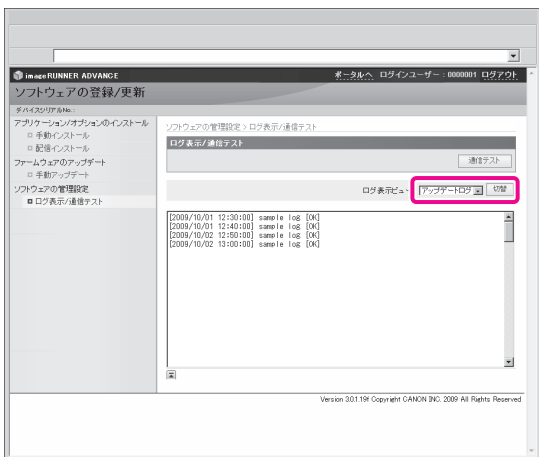 imageRUNNER ADVANCE
ポータルへ ログインユーザー : 0000001 ログアウト
ソフトウェアの登録/更新
デバイスシリアルNo. :
アプリケーション/オプションのインストール
手動インストール
配信インストール
ファームウェアのアップデート
手動アップデート
ソフトウェアの管理設定
ログ表示/通信テスト
ソフトウェアの管理設定 > ログ表示/通信テスト
ログ表示/通信テスト
通信テスト
ログ表示ビュー: アップデートログ 切替
[2009/10/01 12:30:00] sample log [OK]
[2009/10/01 12:40:00] sample log [OK]
[2009/10/02 12:50:00] sample log [OK]
[2009/10/02 13:00:00] sample log [OK]
Version 3.0.1.19f Copyright CANON INC. 2009 All Rights Reserved